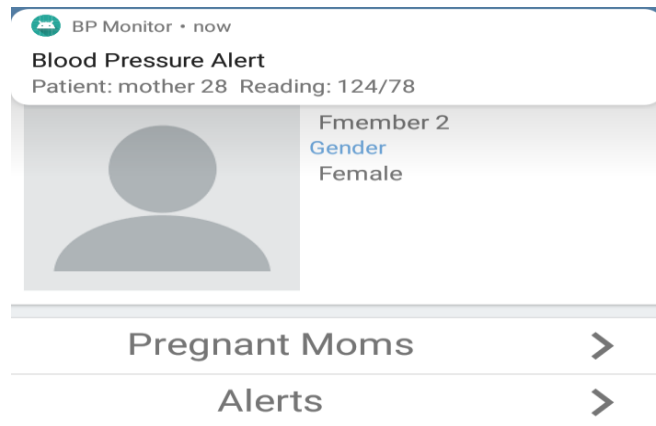 BP Monitor • now
Blood Pressure Alert
Patient: mother 28 Reading: 124/78
Fmember 2
Gender
Female
Pregnant Moms
Alerts